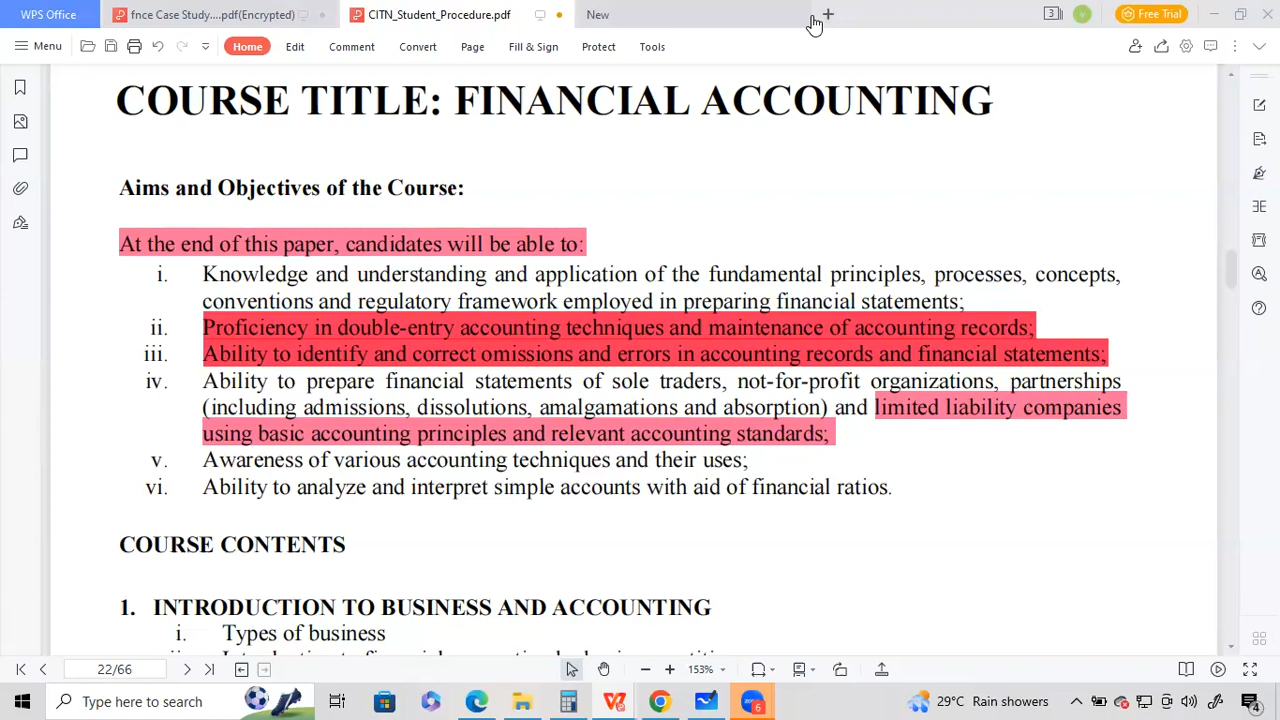 WPS Office
fnce Case Study....pdf(Encrypted)
CITN_Student_Procedure.pdf
New
3
Free Trial
Menu
Home
Edit
Comment
Convert
Page
Fill & Sign
Protect
Tools
COURSE TITLE: FINANCIAL ACCOUNTING
Aims and Objectives of the Course:
At the end of this paper, candidates will be able to:
i. Knowledge and understanding and application of the fundamental principles, processes, concepts,
conventions and regulatory framework employed in preparing financial statements;
ii. Proficiency in double-entry accounting techniques and maintenance of accounting records;
iii. Ability to identify and correct omissions and errors in accounting records and financial statements;
iv. Ability to prepare financial statements of sole traders, not-for-profit organizations, partnerships
(including admissions, dissolutions, amalgamations and absorption) and limited liability companies
using basic accounting principles and relevant accounting standards;
v. Awareness of various accounting techniques and their uses;
vi. Ability to analyze and interpret simple accounts with aid of financial ratios.
COURSE CONTENTS
1. INTRODUCTION TO BUSINESS AND ACCOUNTING
i. Types of business
22/66
153%
Type here to search
6
29°C Rain showers
4